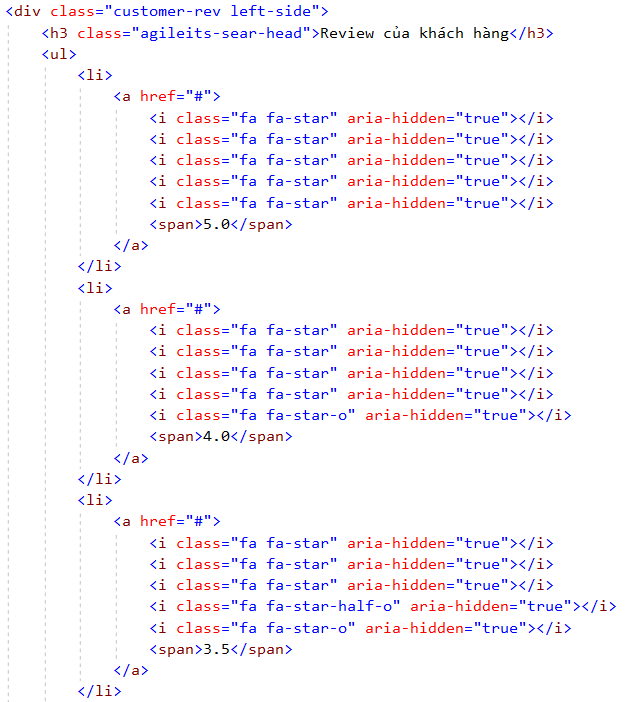 <div class="customer-rev left-side">
    <h3 class="agileits-sear-head">Review của khách hàng</h3>
    <ul>
        <li>
            <a href="#">
                <i class="fa fa-star" aria-hidden="true"></i>
                <i class="fa fa-star" aria-hidden="true"></i>
                <i class="fa fa-star" aria-hidden="true"></i>
                <i class="fa fa-star" aria-hidden="true"></i>
                <i class="fa fa-star" aria-hidden="true"></i>
                <span>5.0</span>
            </a>
        </li>
        <li>
            <a href="#">
                <i class="fa fa-star" aria-hidden="true"></i>
                <i class="fa fa-star" aria-hidden="true"></i>
                <i class="fa fa-star" aria-hidden="true"></i>
                <i class="fa fa-star" aria-hidden="true"></i>
                <i class="fa fa-star-o" aria-hidden="true"></i>
                <span>4.0</span>
            </a>
        </li>
        <li>
            <a href="#">
                <i class="fa fa-star" aria-hidden="true"></i>
                <i class="fa fa-star" aria-hidden="true"></i>
                <i class="fa fa-star" aria-hidden="true"></i>
                <i class="fa fa-star-half-o" aria-hidden="true"></i>
                <i class="fa fa-star-o" aria-hidden="true"></i>
                <span>3.5</span>
            </a>
        </li>